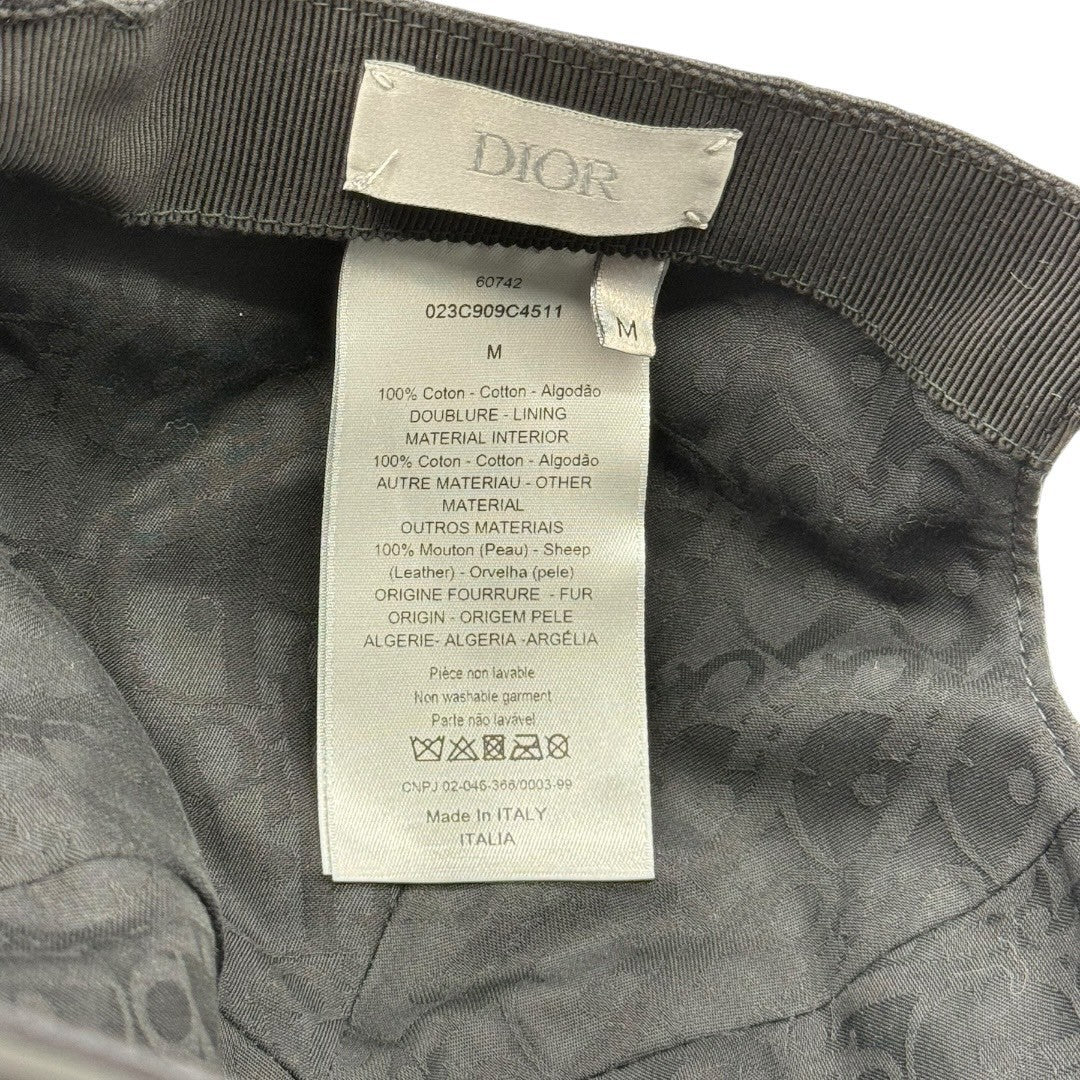 DIOR
60742
023C909C4511
M
M
100% Coton - Cotton - Algodão
DOUBLURE - LINING
MATERIAL INTERIOR
100% Coton - Cotton - Algodão
AUTRE MATERIAU - OTHER
MATERIAL
OUTROS MATERIAIS
100% Mouton (Peau) - Sheep
(Leather) - Orvelha (pele)
ORIGINE FOURRURE - FUR
ORIGIN - ORIGEM PELE
ALGERIE- ALGERIA -ARGÉLIA
Pièce non lavable
Non washable garment
Parte não lavável
CNPJ 02-046-366/0003-99
Made In ITALY
ITALIA